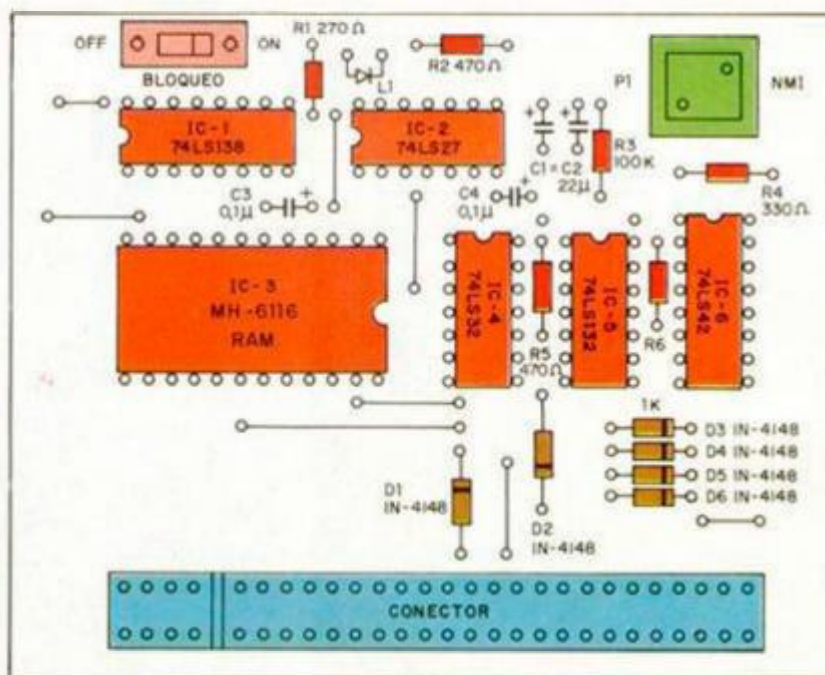 OFF
ON
BLOQUEO
R1 270 Ω
L1
R2 470 Ω
P1
NMI
IC-1
74LS138
IC-2
74LS27
C1 = C2
22µ
R3
100K
C3
0,1µ
C4
0,1µ
R4
330Ω
IC-3
MH-6116
RAM
IC-4
74LS32
IC-5
74LS132
IC-6
74LS42
R5
470Ω
R6
1K
D1
IN-4148
D2
IN-4148
D3 IN-4148
D4 IN-4148
D5 IN-4148
D6 IN-4148
CONECTOR